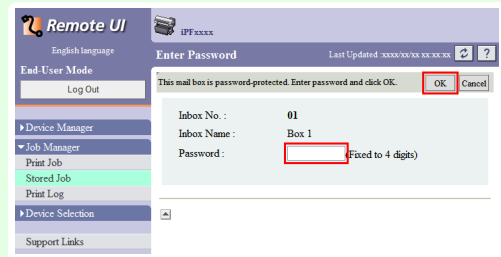 Remote UI
English language
End-User Mode
Log Out
Device Manager
Job Manager
Print Job
Stored Job
Print Log
Device Selection
Support Links
iPFxxxx
Enter Password
Last Updated :xxxx/xx/xx xx:xx:xx
?
This mail box is password-protected. Enter password and click OK.
OK
Cancel
Inbox No. : 01
Inbox Name : Box 1
Password : (Fixed to 4 digits)